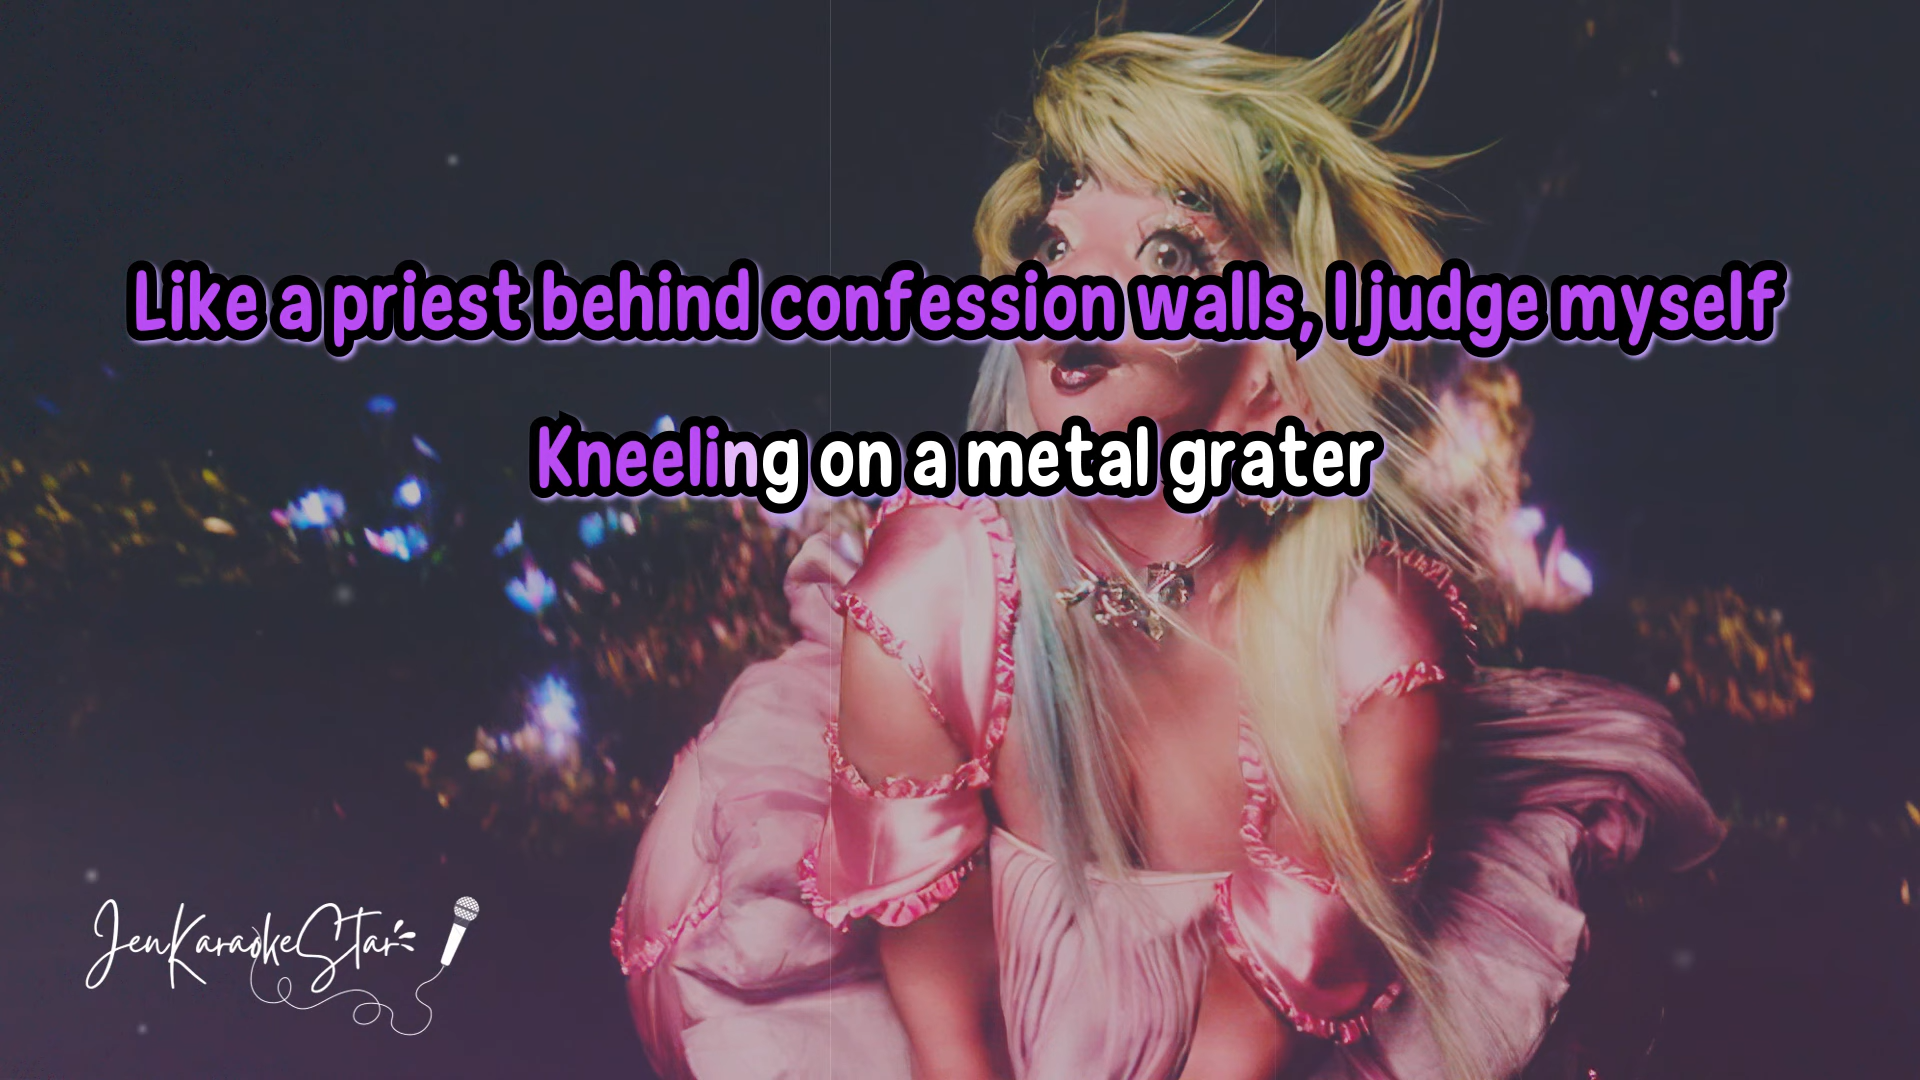 Like a priest behind confession walls, I judge myself
Kneeling on a metal grater
JenKaraokeStar